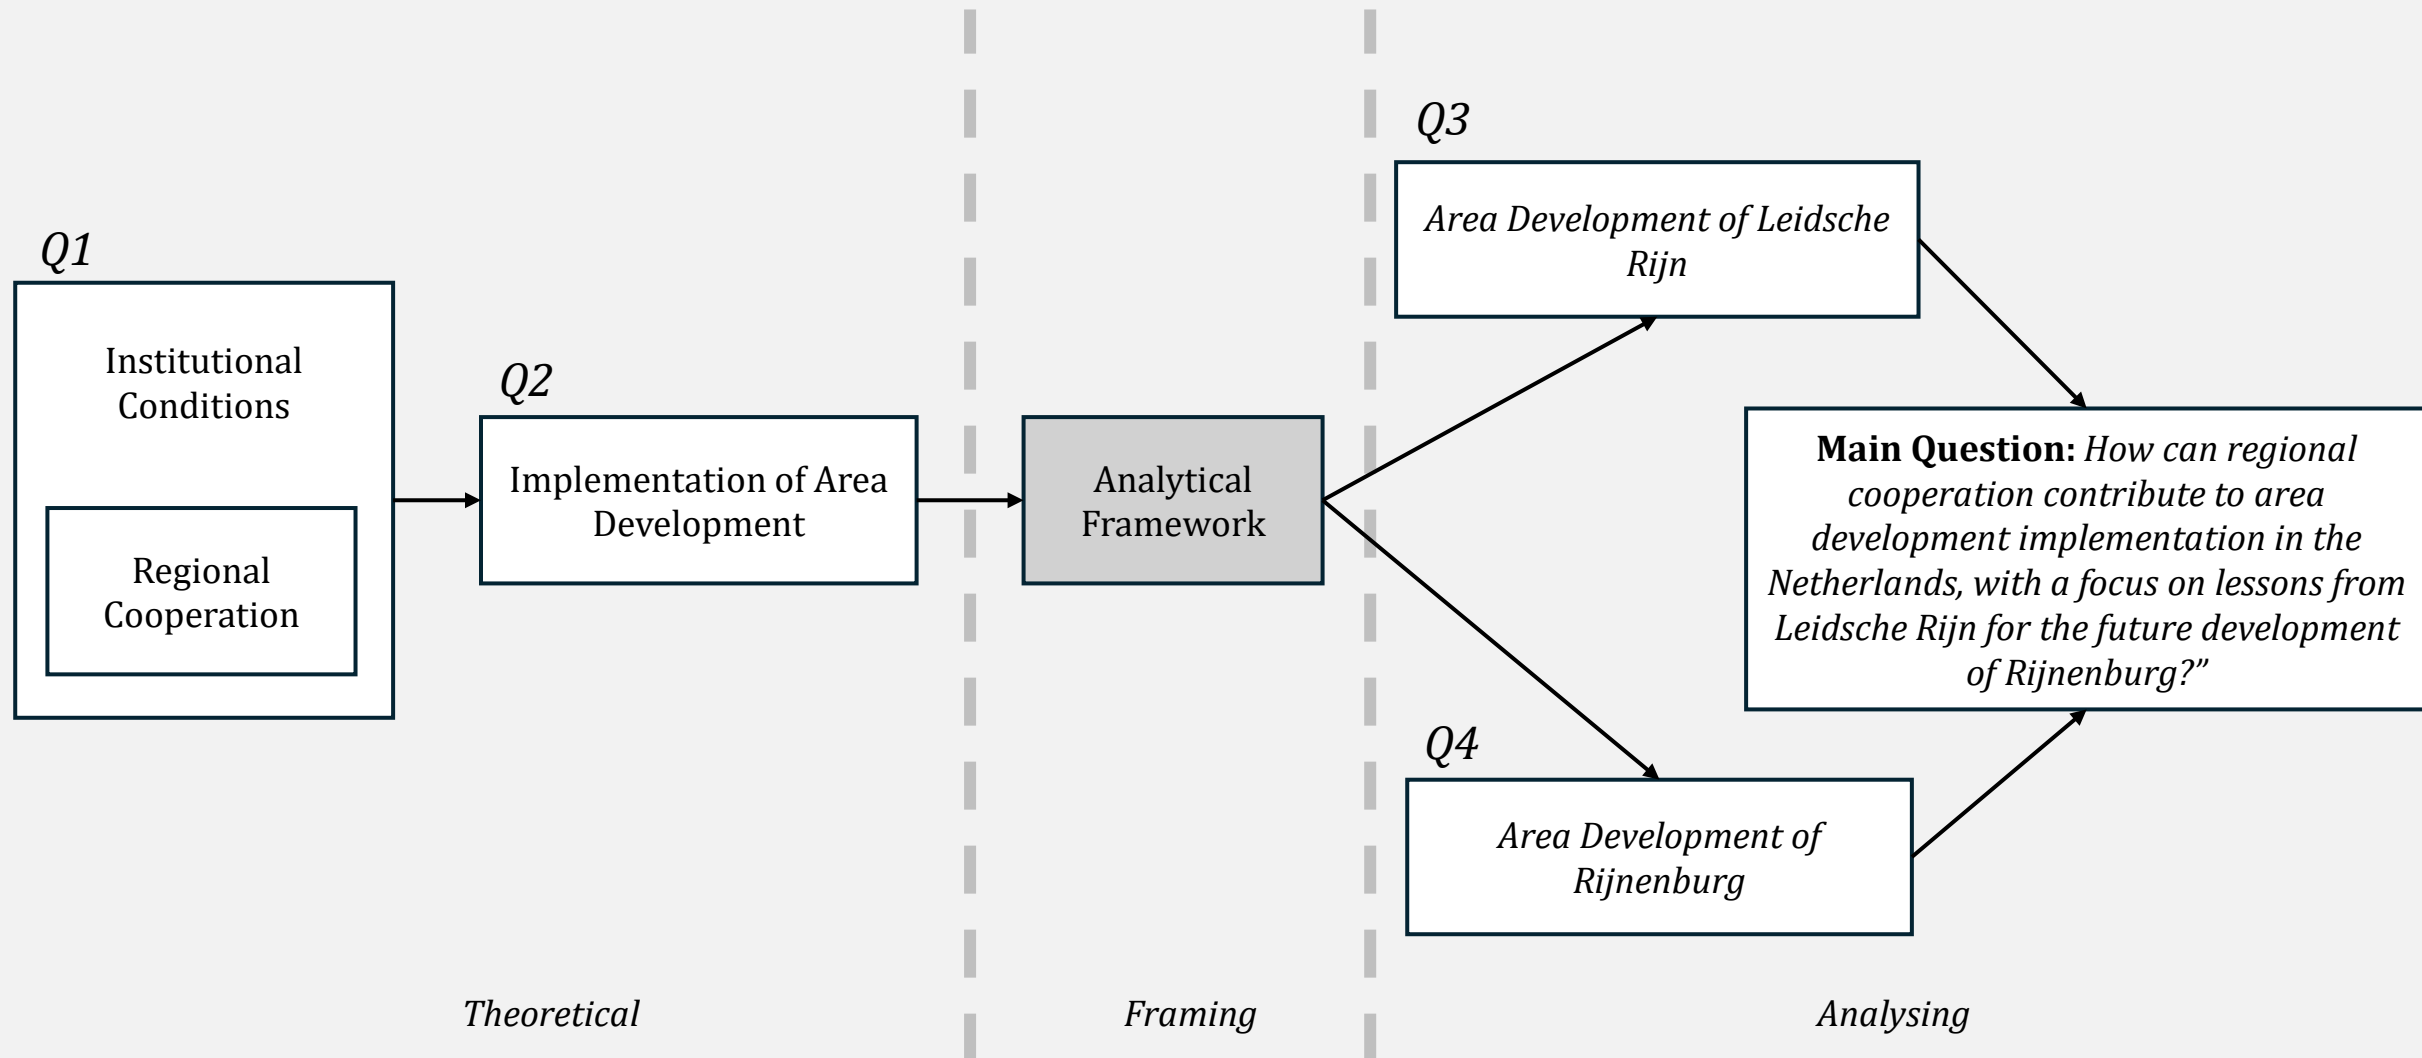 Q1
Institutional
Conditions
Regional
Cooperation
Q2
Implementation of Area
Development
Analytical
Framework
Q3
Area Development of Leidsche
Rijn
Q4
Area Development of
Rijnenburg
Main Question: How can regional
cooperation contribute to area
development implementation in the
Netherlands, with a focus on lessons from
Leidsche Rijn for the future development
of Rijnenburg?”
Theoretical
Framing
Analysing